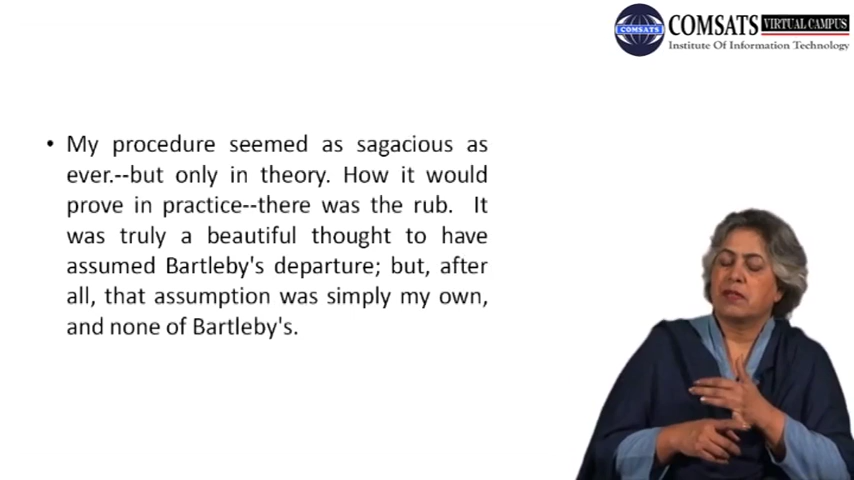 COMSATS
COMSATS VIRTUAL CAMPUS
Institute Of Information Technology
• My procedure seemed as sagacious as
ever.--but only in theory. How it would
prove in practice--there was the rub. It
was truly a beautiful thought to have
assumed Bartleby's departure; but, after
all, that assumption was simply my own,
and none of Bartleby's.